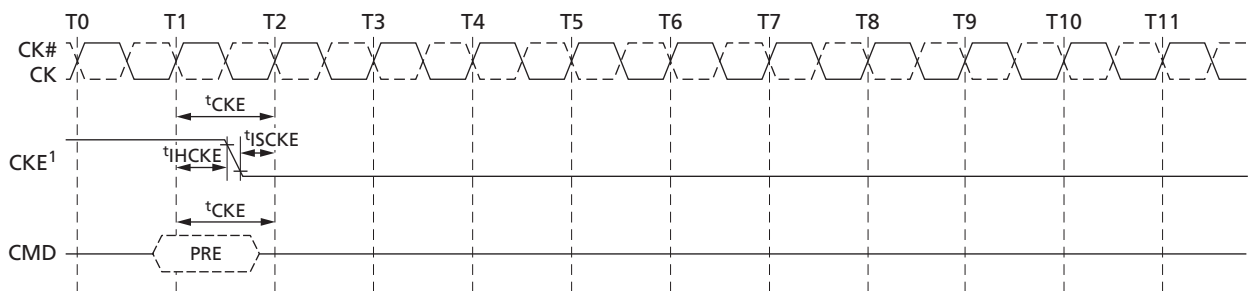 T0 T1 T2 T3 T4 T5 T6 T7 T8 T9 T10 T11
CK#
CK
tCKE
tISCKE
CKE1
tIHCKE
tCKE
CMD
PRE